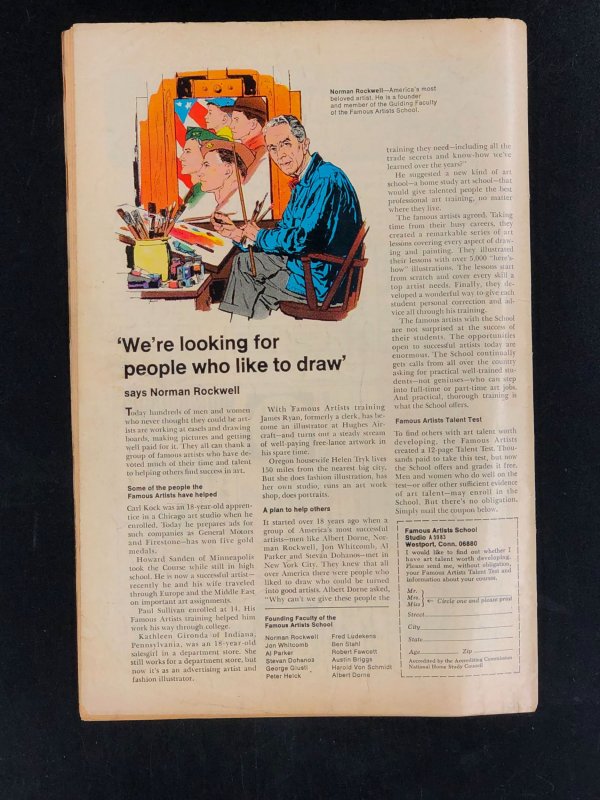 Norman Rockwell—America's most
beloved artist. He is a founder
and member of the Guiding Faculty
of the Famous Artists School.
'We're looking for
people who like to draw'
says Norman Rockwell
Today hundreds of men and women
who never thought they could be art-
ists are working at easels and drawing
boards, making pictures and getting
well paid for it. They all can thank a
group of famous artists who have de-
voted much of their time and talent
to helping others find success in art.
Some of the people the
Famous Artists have helped
Carl Kock was an 18-year-old appren-
tice in a Chicago art studio when he
enrolled. Today he prepares ads for
such companies as General Motors
and Firestone—has won five gold
medals.
Howard Sanden of Minneapolis
took the Course while still in high
school. He is now a successful artist—
recently he and his wife traveled
through Europe and the Middle East
on important art assignments.
Paul Sullivan enrolled at 14. His
Famous Artists training helped him
work his way through college.
Kathleen Gironda of Indiana,
Pennsylvania, was an 18-year-old
salesgirl in a department store. She
still works for a department store, but
now it's as an advertising artist and
fashion illustrator.
With Famous Artists training
James Ryan, formerly a clerk, has be-
come an illustrator at Hughes Air-
craft—and turns out a steady stream
of well-paying free-lance artwork in
his spare time.
Oregon housewife Helen Tryk lives
150 miles from the nearest big city.
But she does fashion illustration, has
her own studio, runs an art work
shop, does portraits.
A plan to help others
It started over 18 years ago when a
group of America's most successful
artists—men like Albert Dorne, Nor-
man Rockwell, Jon Whitcomb, Al
Parker and Stevan Dohanos—met in
New York City. They knew that all
over America there were people who
liked to draw who could be turned
into good artists. Albert Dorne asked,
"Why can't we give these people the
Founding Faculty of the
Famous Artists School
Norman Rockwell
Jon Whitcomb
Al Parker
Stevan Dohanos
George Giusti
Peter Helck
Fred Ludekens
Ben Stahl
Robert Fawcett
Austin Briggs
Harold Von Schmidt
Albert Dorne
training they need—including all the
trade secrets and know-how we've
learned over the years?"
He suggested a new kind of art
school—a home study art school—that
would give talented people the best
professional art training, no matter
where they live.
The famous artists agreed. Taking
time from their busy careers, they
created a remarkable series of art
lessons covering every aspect of draw-
ing and painting. They illustrated
their lessons with over 5,000 "here's-
how" illustrations. The lessons start
from scratch and cover every skill a
top artist needs. Finally, they de-
veloped a wonderful way to give each
student personal correction and ad-
vice all through his training.
The famous artists with the School
are not surprised at the success of
their students. The opportunities
open to successful artists today are
enormous. The School continually
gets calls from all over the country
asking for practical well-trained stu-
dents—not geniuses—who can step
into full-time or part-time art jobs.
And practical, thorough training is
what the School offers.
Famous Artists Talent Test
To find others with art talent worth
developing, the Famous Artists
created a 12-page Talent Test. Thou-
sands paid to take this test, but now
the School offers and grades it free.
Men and women who do well on the
test—or offer other sufficient evidence
of art talent—may enroll in the
School. But there's no obligation.
Simply mail the coupon below.
Famous Artists School
Studio A 5983
Westport, Conn. 06880
I would like to find out whether I
have art talent worth developing.
Please send me, without obligation,
your Famous Artists Talent Test and
information about your courses.
Mr.
Mrs. ← Circle one and please print
Miss
Street
City
State
Age Zip
Accredited by the Accrediting Commission
National Home Study Council